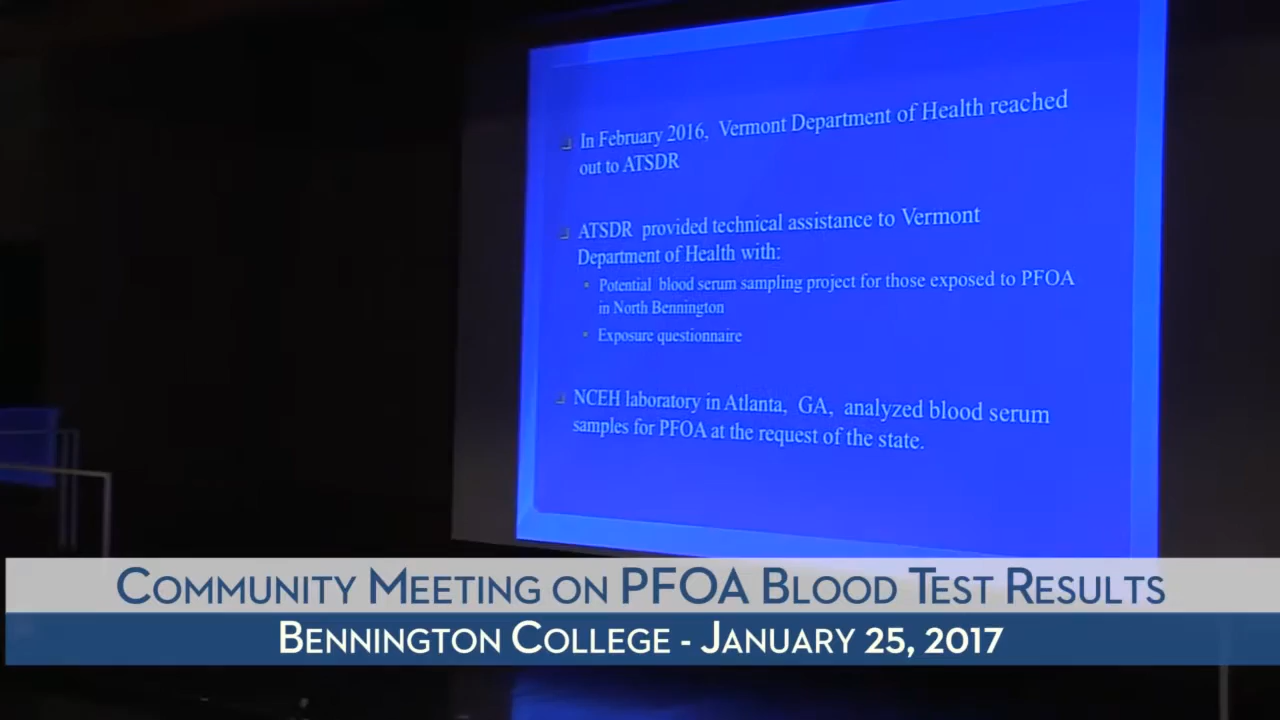 In February 2016, Vermont Department of Health reached
out to ATSDR
ATSDR provided technical assistance to Vermont
Department of Health with:
Potential blood serum sampling project for those exposed to PFOA
in North Bennington
Exposure questionnaire
NCEH laboratory in Atlanta, GA, analyzed blood serum
samples for PFOA at the request of the state.
COMMUNITY MEETING ON PFOA BLOOD TEST RESULTS
BENNINGTON COLLEGE - JANUARY 25, 2017